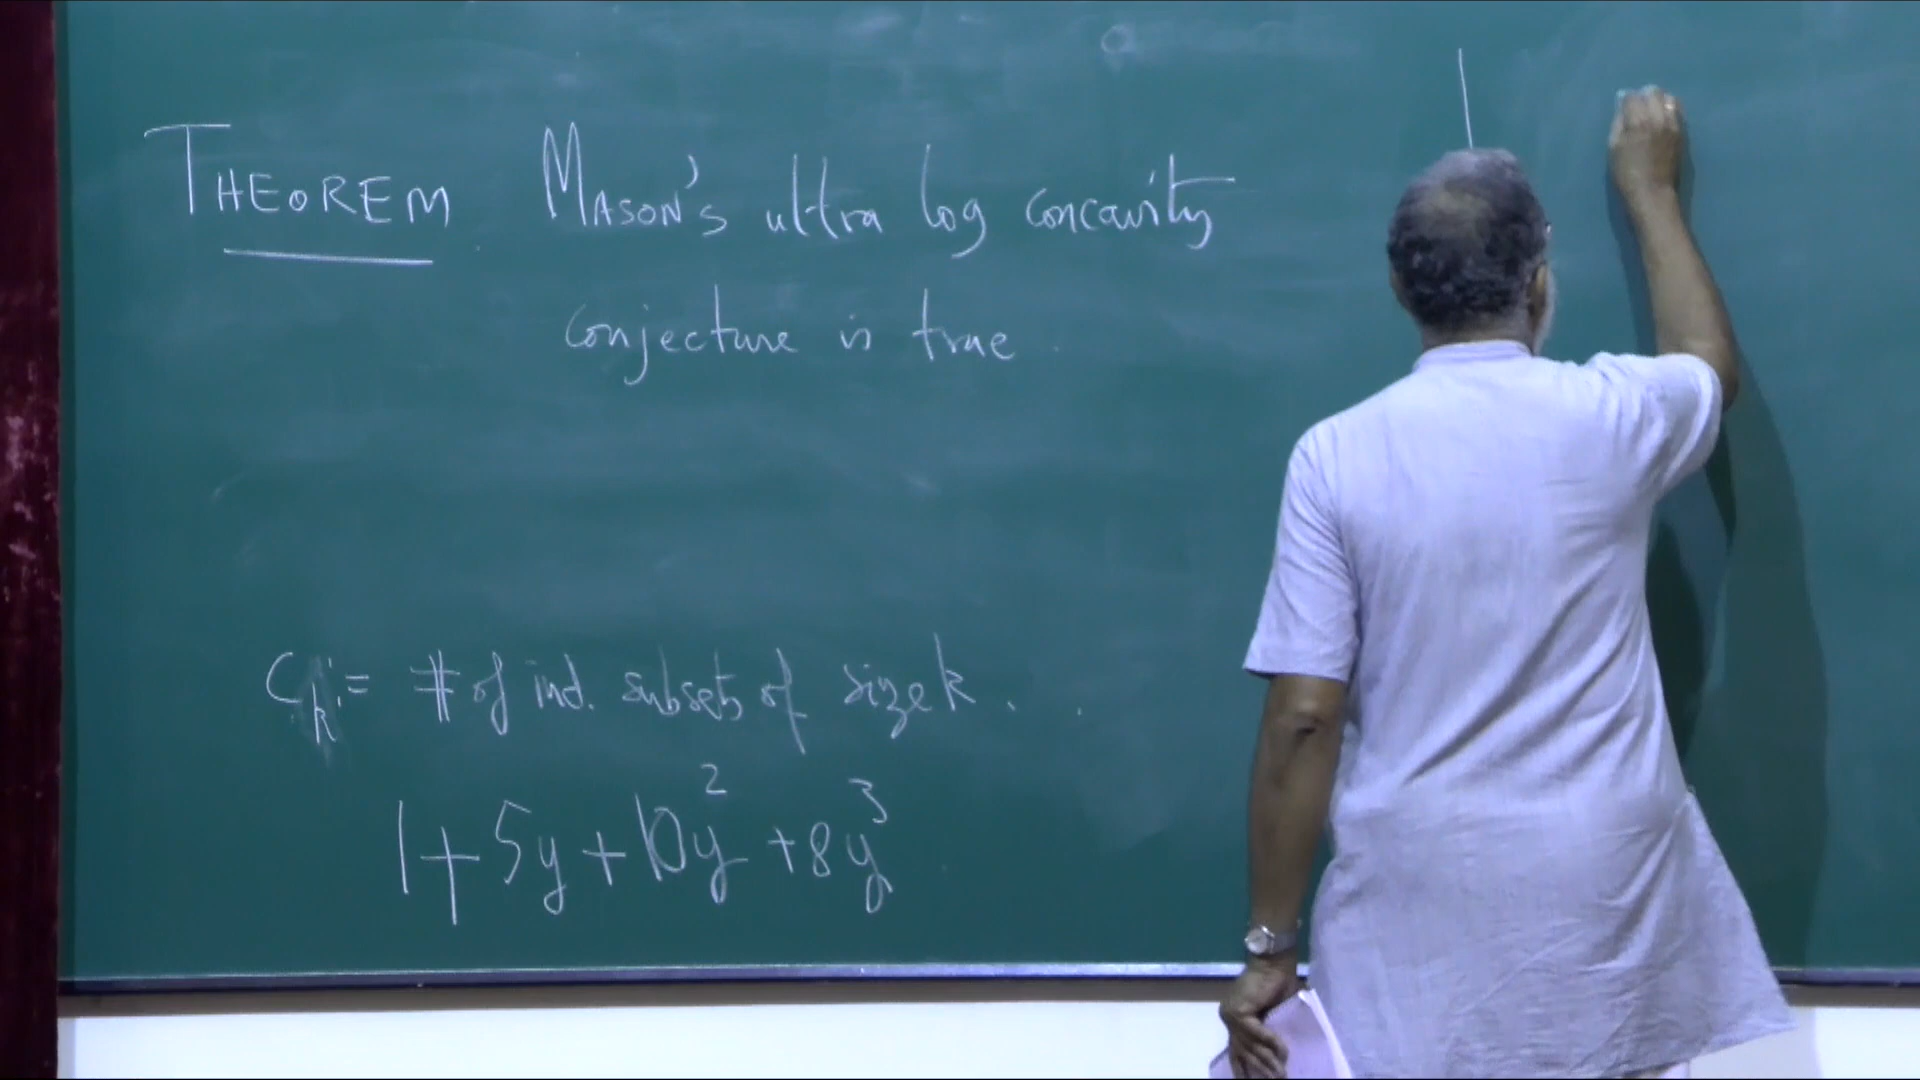 THEOREM MASON'S ultra log concavity
conjecture is true.
C_k := # of ind. subsets of size k.
1 + 5y + 10y² + 8y³